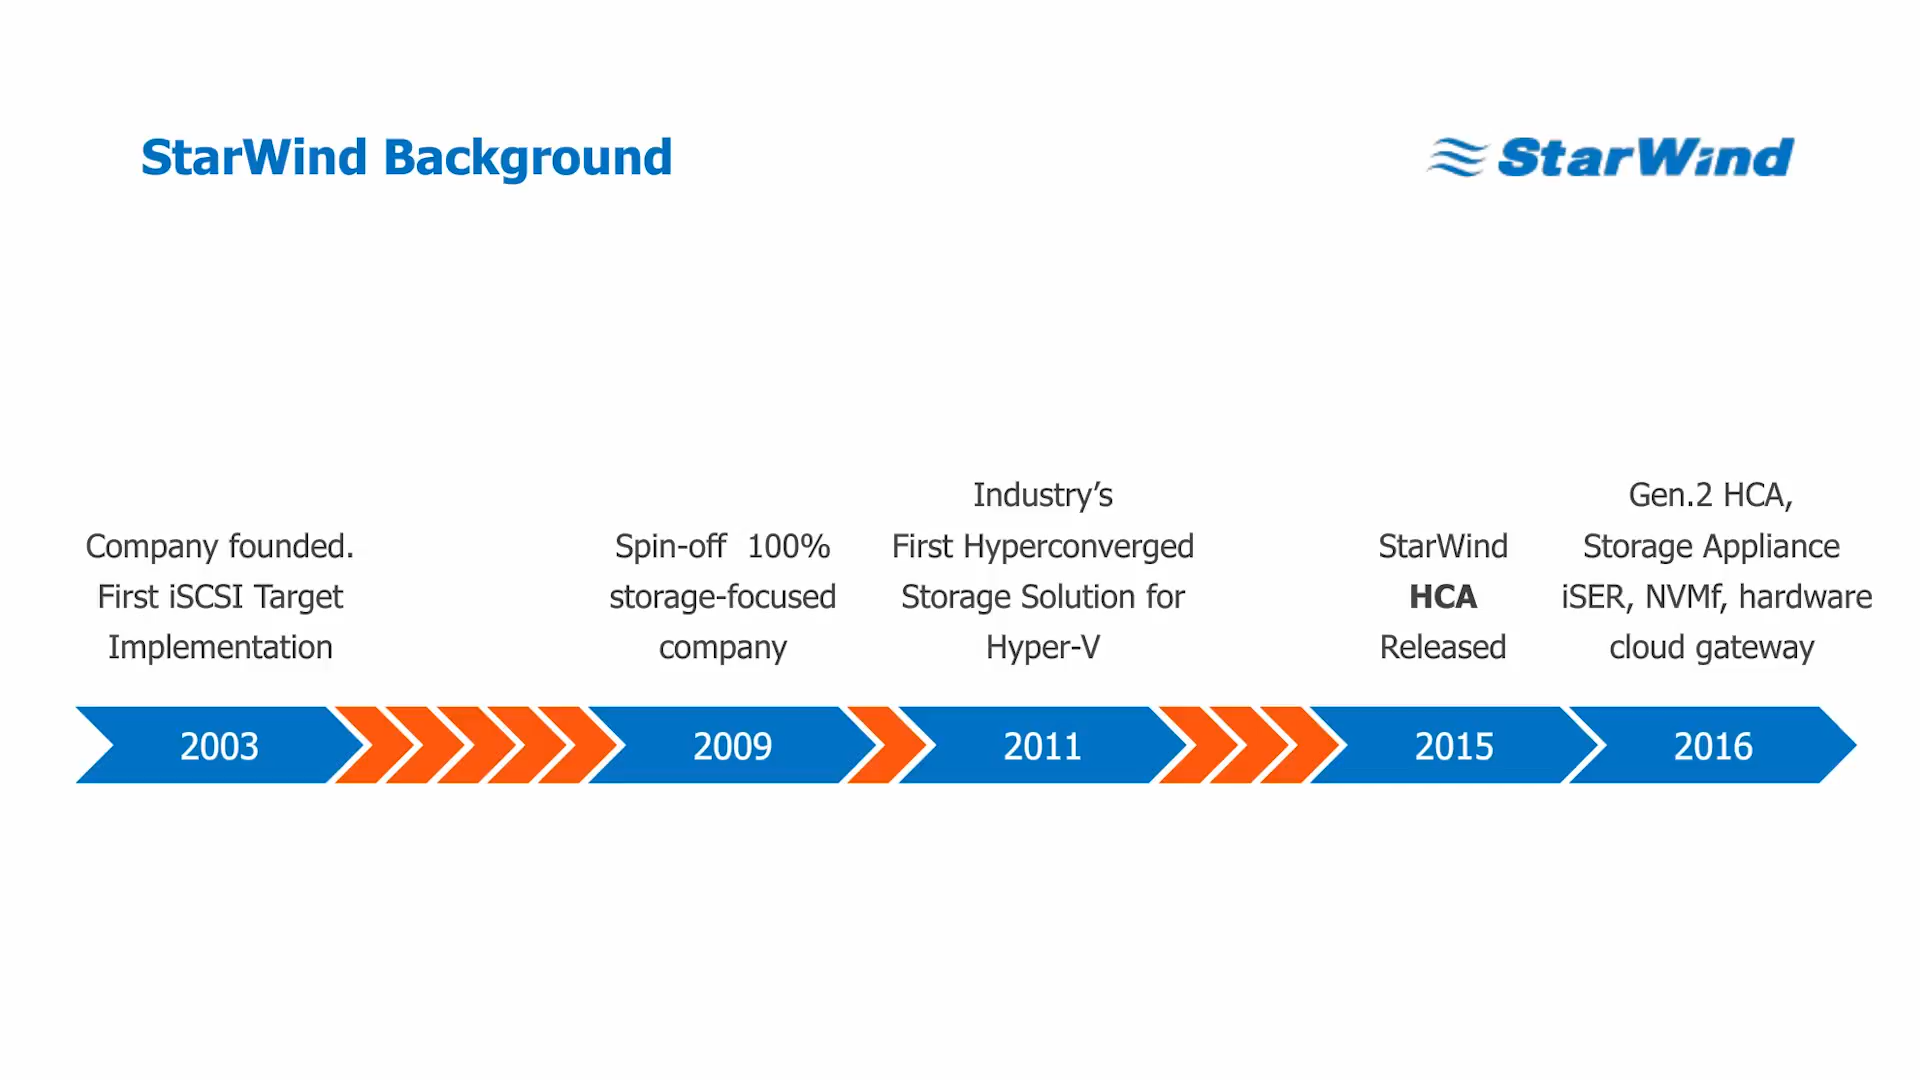 StarWind Background
StarWind
Company founded.
First iSCSI Target
Implementation
Spin-off 100%
storage-focused
company
Industry’s
First Hyperconverged
Storage Solution for
Hyper-V
StarWind
HCA
Released
Gen.2 HCA,
Storage Appliance
iSER, NVMf, hardware
cloud gateway
2003
2009
2011
2015
2016